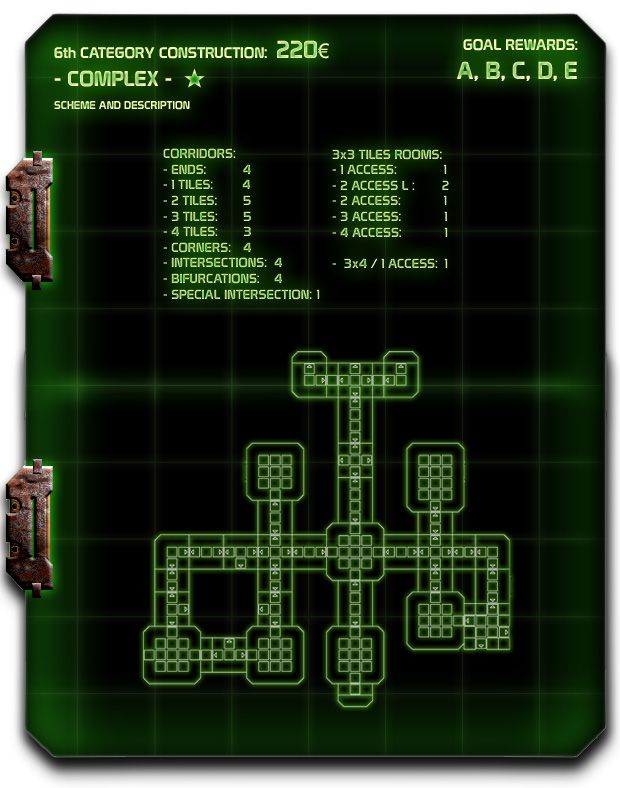 6th CATEGORY CONSTRUCTION: 220€
- COMPLEX - ★
SCHEME AND DESCRIPTION
GOAL REWARDS:
A, B, C, D, E
CORRIDORS:
- ENDS: 4
- 1 TILES: 4
- 2 TILES: 5
- 3 TILES: 5
- 4 TILES: 3
- CORNERS: 4
- INTERSECTIONS: 4
- BIFURCATIONS: 4
- SPECIAL INTERSECTION: 1
3x3 TILES ROOMS:
- 1 ACCESS: 1
- 2 ACCESS L : 2
- 2 ACCESS: 1
- 3 ACCESS: 1
- 4 ACCESS: 1
- 3x4 / 1 ACCESS: 1